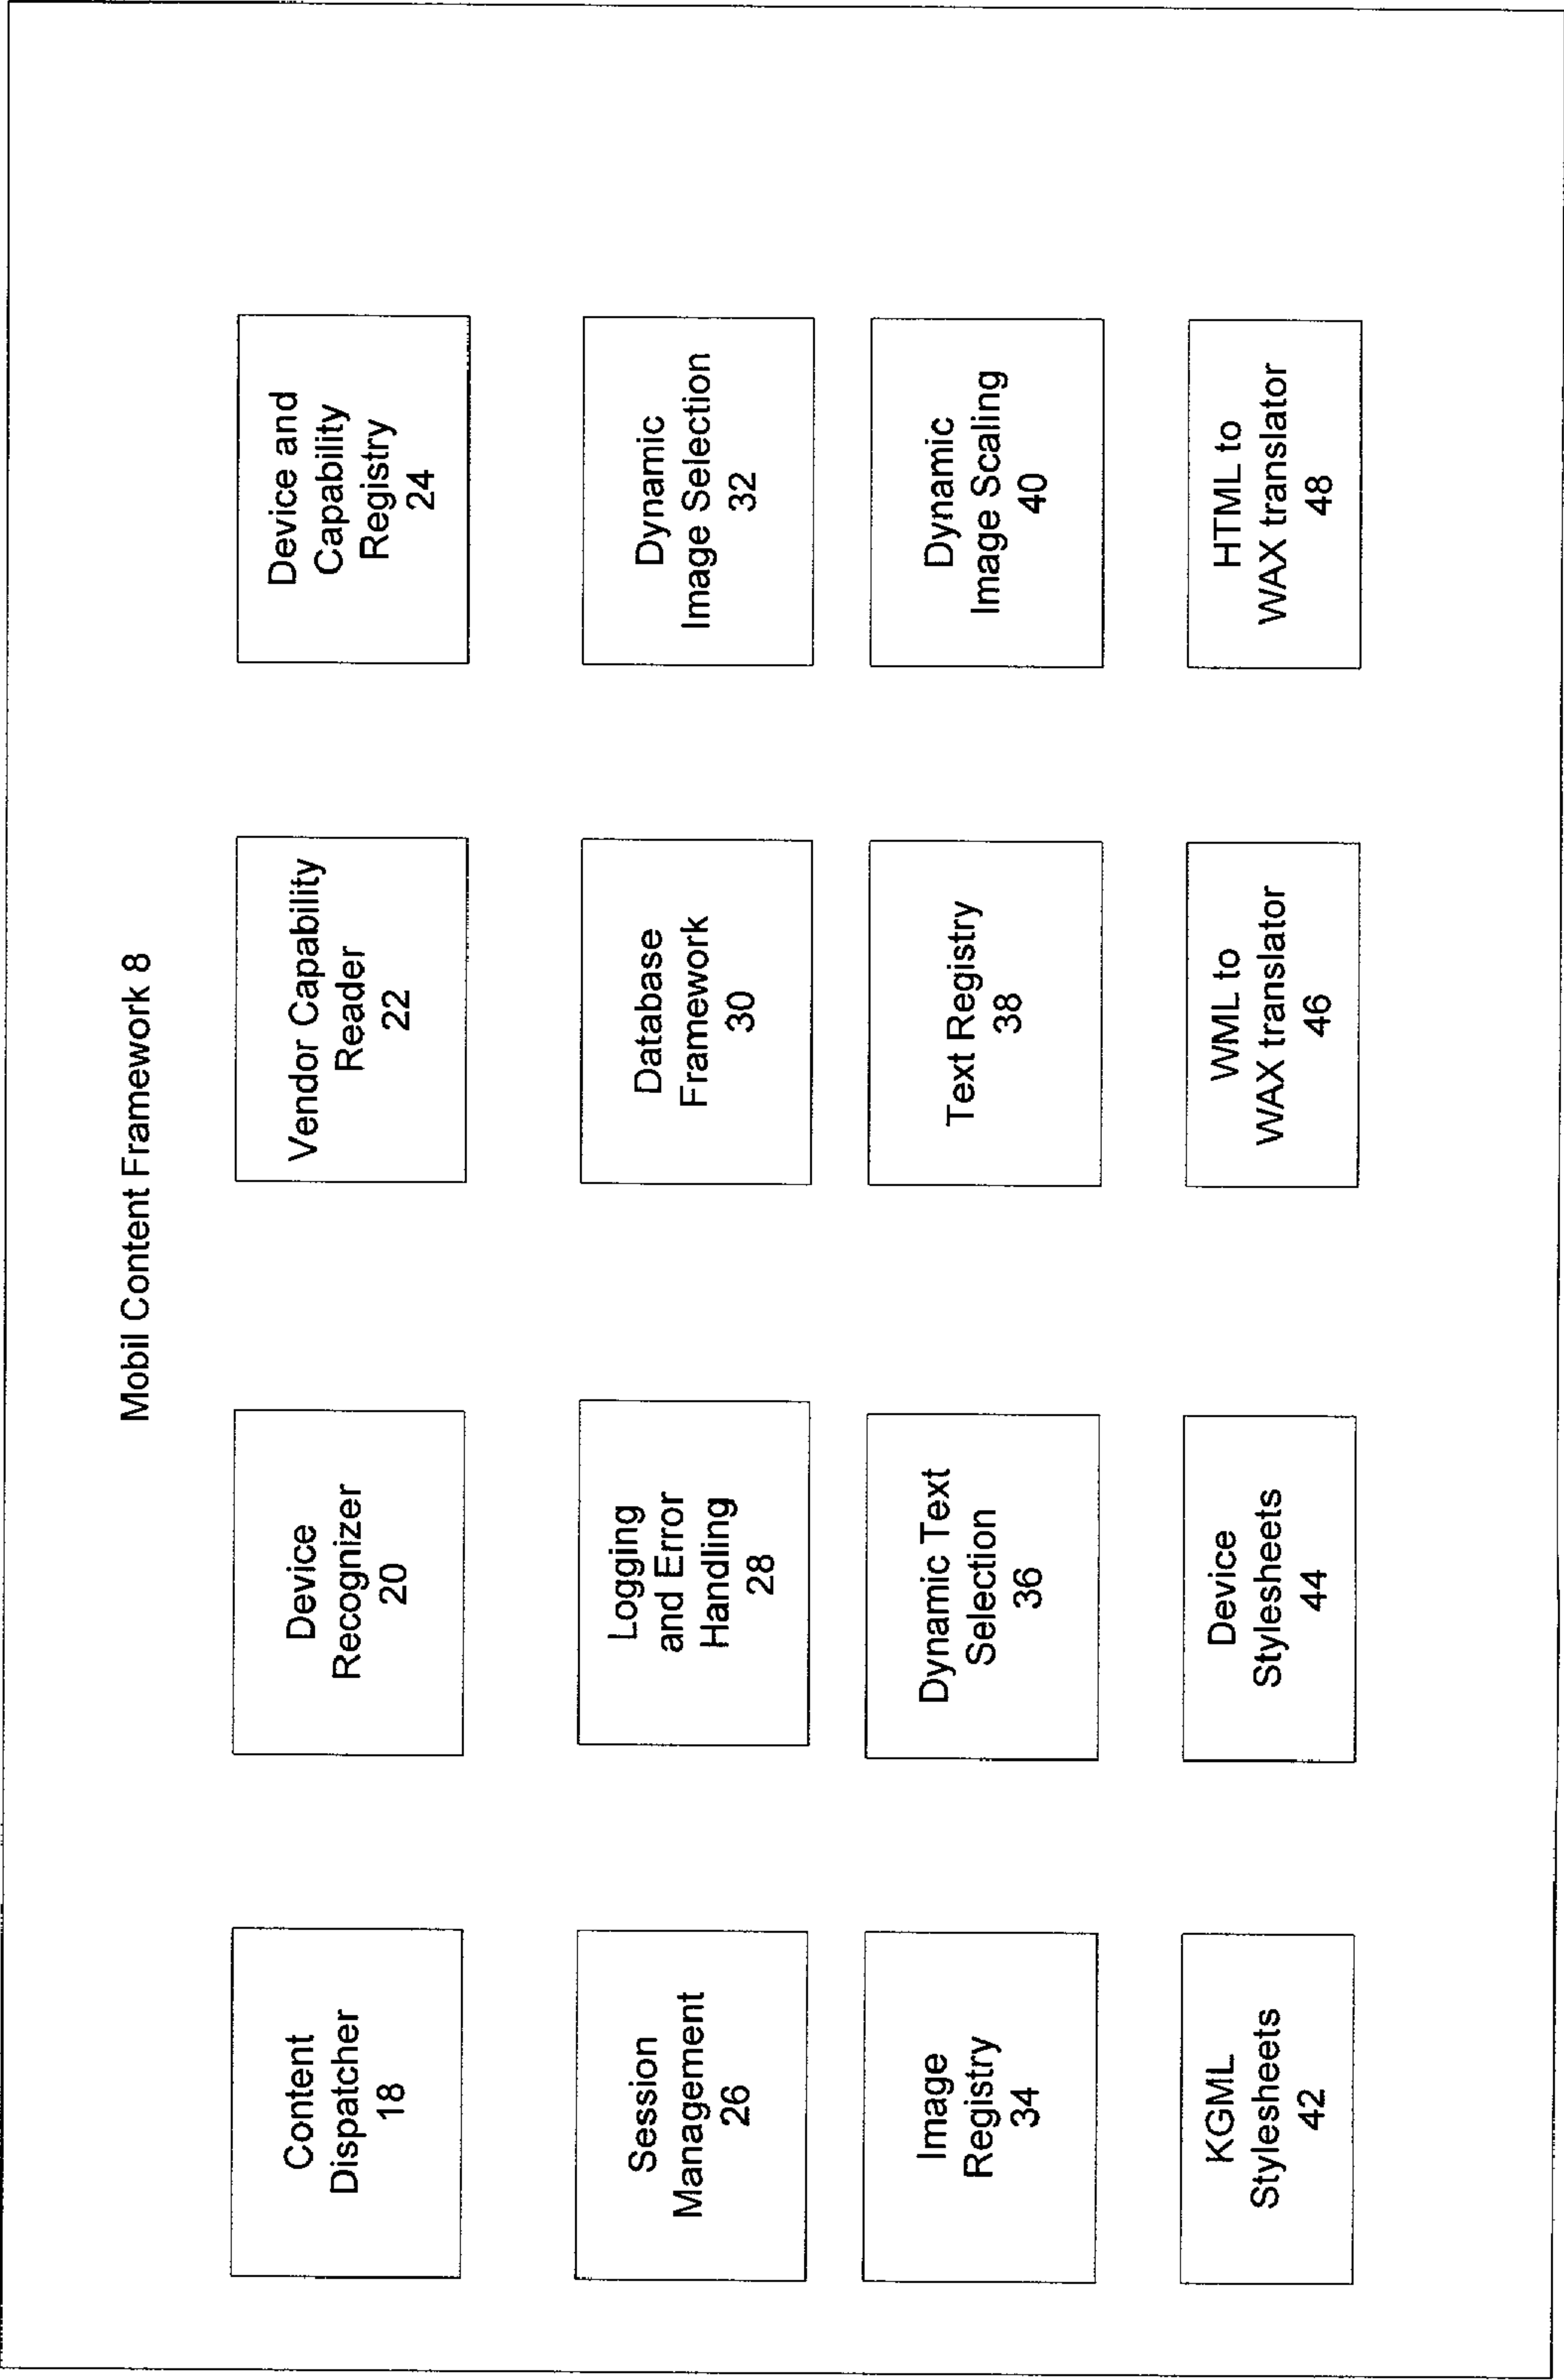 Mobil Content Framework 8
Content
Dispatcher
18
Device
Recognizer
20
Vendor Capability
Reader
22
Device and
Capability
Registry
24
Session
Management
26
Logging
and Error
Handling
28
Database
Framework
30
Dynamic
Image Selection
32
Image
Registry
34
Dynamic Text
Selection
36
Text Registry
38
Dynamic
Image Scaling
40
KGML
Stylesheets
42
Device
Stylesheets
44
WML to
WAX translator
46
HTML to
WAX translator
48